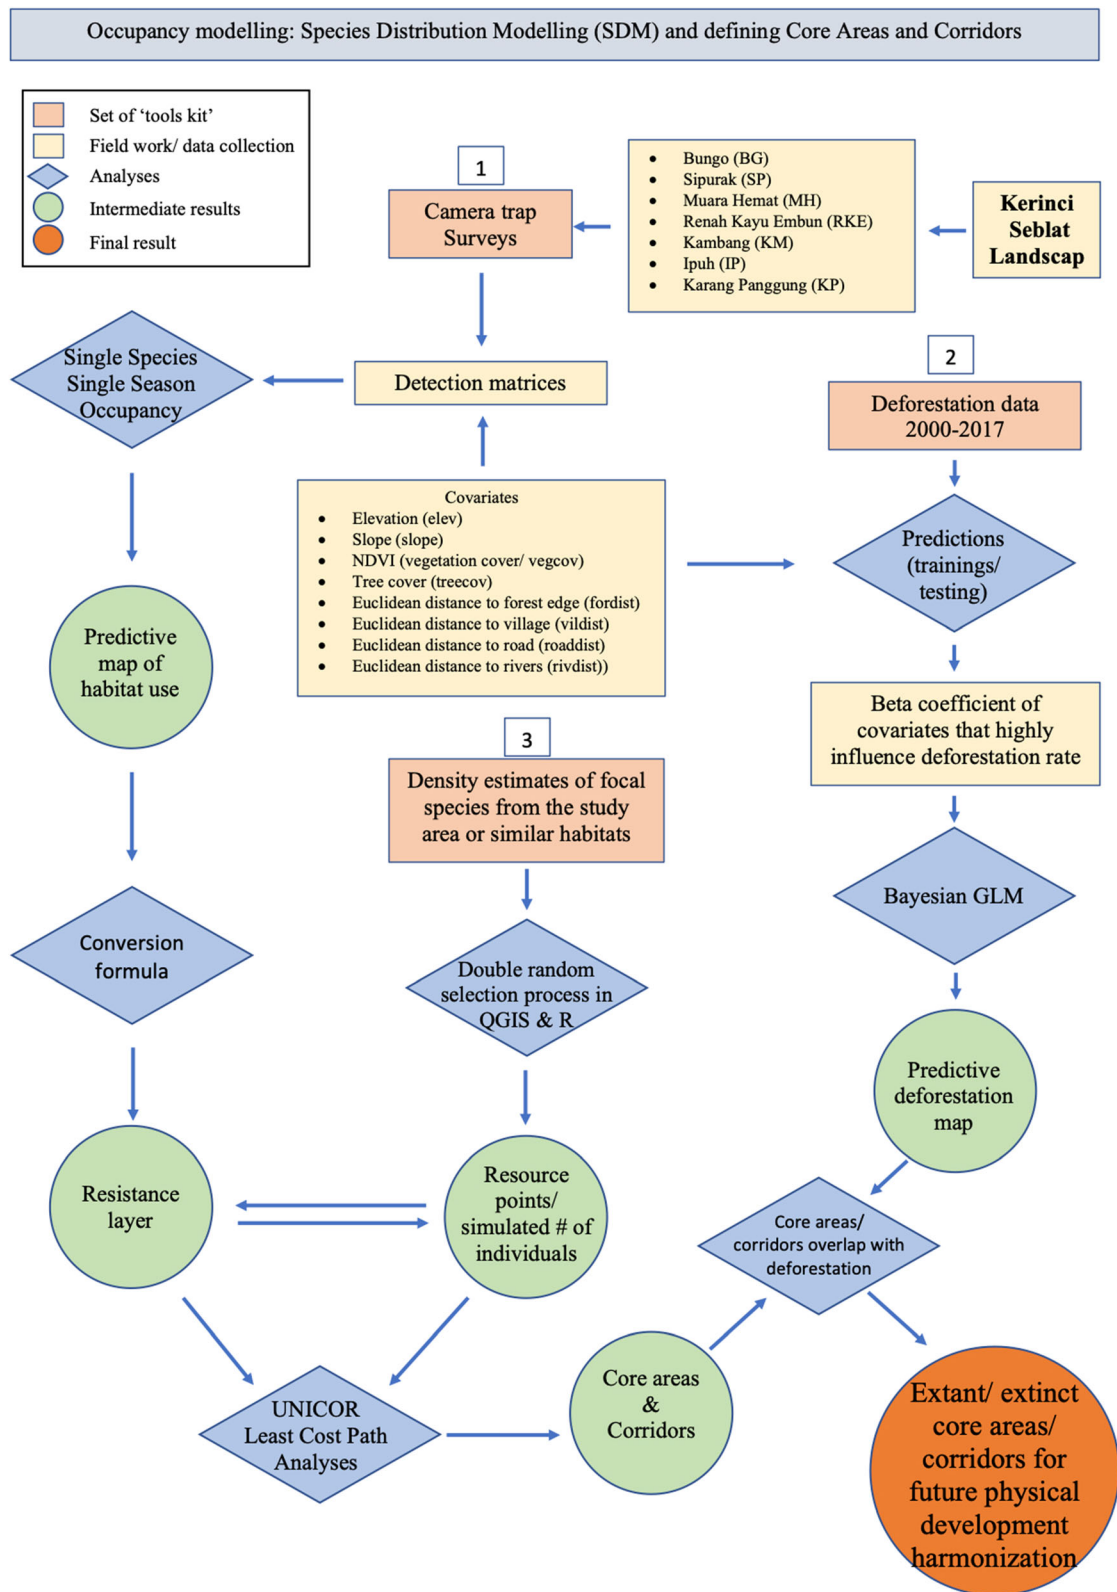 Occupancy modelling: Species Distribution Modelling (SDM) and defining Core Areas and Corridors
Set of ‘tools kit’
Field work/ data collection
Analyses
Intermediate results
Final result
1
Camera trap
Surveys
• Bungo (BG)
• Sipurak (SP)
• Muara Hemat (MH)
• Renah Kayu Embun (RKE)
• Kambang (KM)
• Ipuh (IP)
• Karang Panggung (KP)
Kerinci
Seblat
Landscap
Single Species
Single Season
Occupancy
Detection matrices
2
Deforestation data
2000-2017
Covariates
• Elevation (elev)
• Slope (slope)
• NDVI (vegetation cover/ vegcov)
• Tree cover (treecov)
• Euclidean distance to forest edge (fordist)
• Euclidean distance to village (vildist)
• Euclidean distance to road (roaddist)
• Euclidean distance to rivers (rivdist))
Predictions
(trainings/
testing)
Predictive
map of
habitat use
Beta coefficient of
covariates that highly
influence deforestation rate
3
Density estimates of focal
species from the study
area or similar habitats
Bayesian GLM
Conversion
formula
Double random
selection process in
QGIS & R
Predictive
deforestation
map
Resistance
layer
Resource
points/
simulated # of
individuals
Core areas/
corridors overlap with
deforestation
UNICOR
Least Cost Path
Analyses
Core areas
&
Corridors
Extant/ extinct
core areas/
corridors for
future physical
development
harmonization